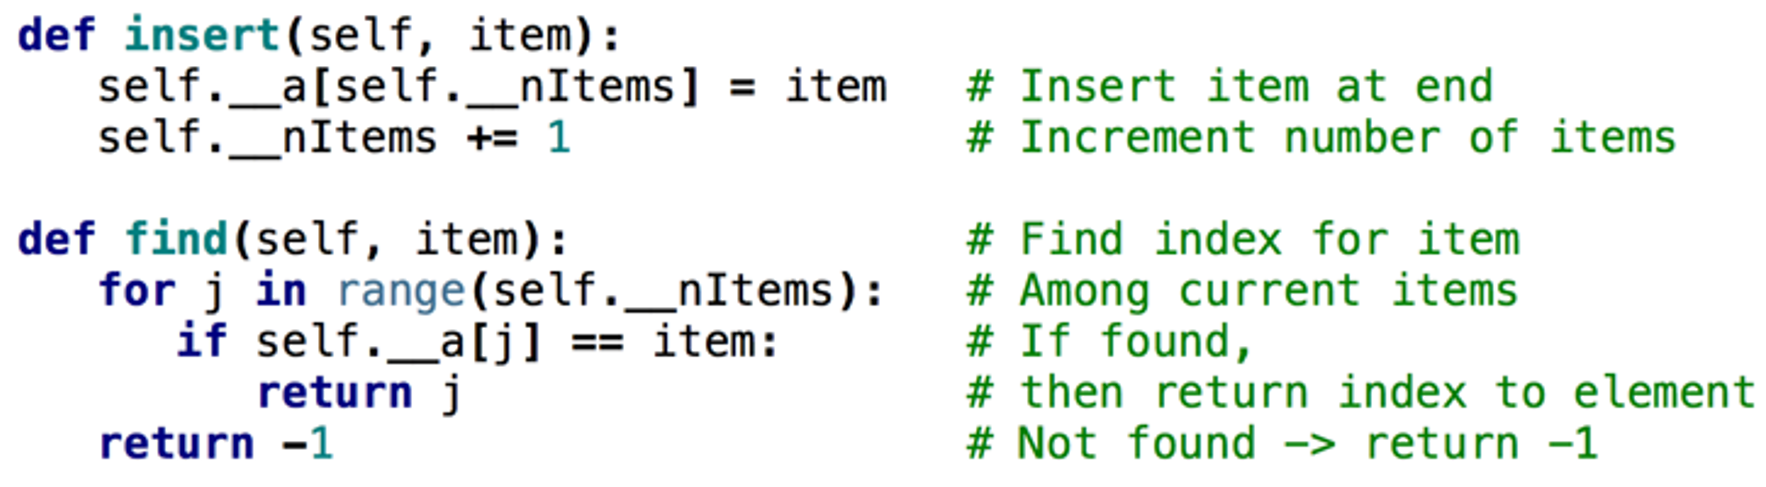 def insert(self, item):
   self.__a[self.__nItems] = item   # Insert item at end
   self.__nItems += 1               # Increment number of items

def find(self, item):               # Find index for item
   for j in range(self.__nItems):   # Among current items
      if self.__a[j] == item:       # If found,
         return j                   # then return index to element
   return -1                        # Not found -> return -1